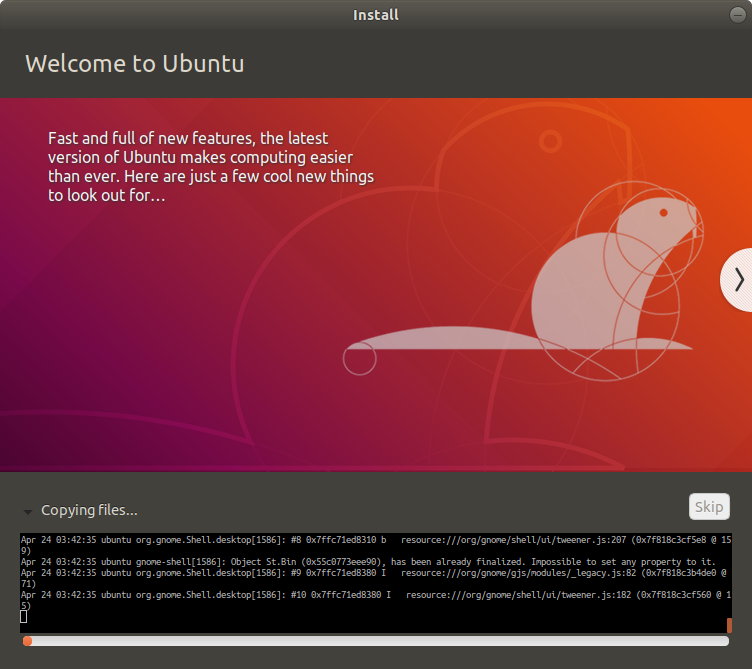 Install
Welcome to Ubuntu
Fast and full of new features, the latest
version of Ubuntu makes computing easier
than ever. Here are just a few cool new things
to look out for…
Copying files...
Skip
Apr 24 03:42:35 ubuntu org.gnome.Shell.desktop[1586]: #8 0x7ffc71ed8310 b   resource:///org/gnome/shell/ui/tweener.js:207 (0x7f818c3cf5e8 @ 15
9)
Apr 24 03:42:35 ubuntu gnome-shell[1586]: Object St.Bin (0x55c0773eee90), has been already finalized. Impossible to set any property to it.
Apr 24 03:42:35 ubuntu org.gnome.Shell.desktop[1586]: #9 0x7ffc71ed8380 I   resource:///org/gnome/gjs/modules/_legacy.js:82 (0x7f818c3b4de0 @
71)
Apr 24 03:42:35 ubuntu org.gnome.Shell.desktop[1586]: #10 0x7ffc71ed8380 I   resource:///org/gnome/shell/ui/tweener.js:182 (0x7f818c3cf560 @ 1
5)